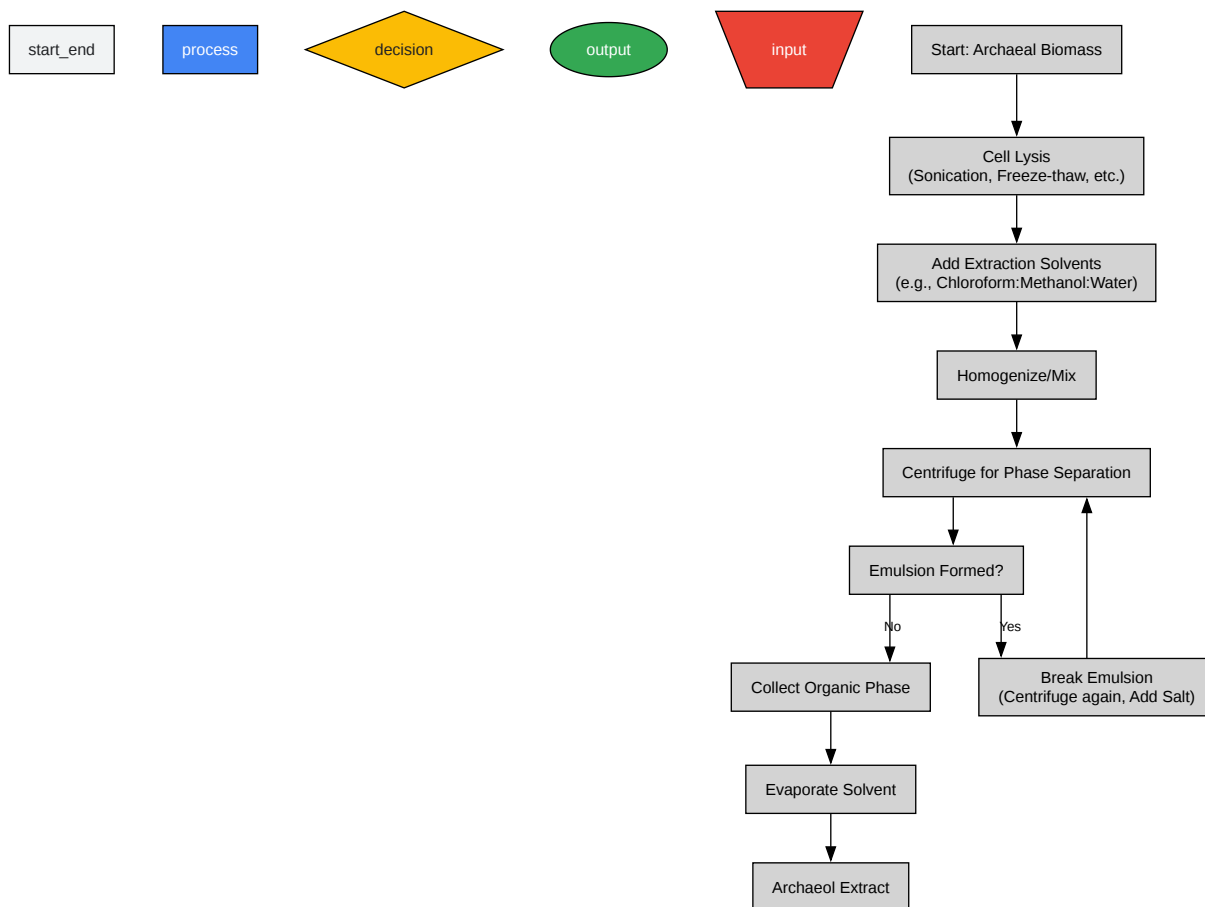 start_end
process
decision
output
input
Start: Archaeal Biomass
Cell Lysis
(Sonication, Freeze-thaw, etc.)
Add Extraction Solvents
(e.g., Chloroform:Methanol:Water)
Homogenize/Mix
Centrifuge for Phase Separation
Emulsion Formed?
No
Yes
Collect Organic Phase
Break Emulsion
(Centrifuge again, Add Salt)
Evaporate Solvent
Archaeol Extract